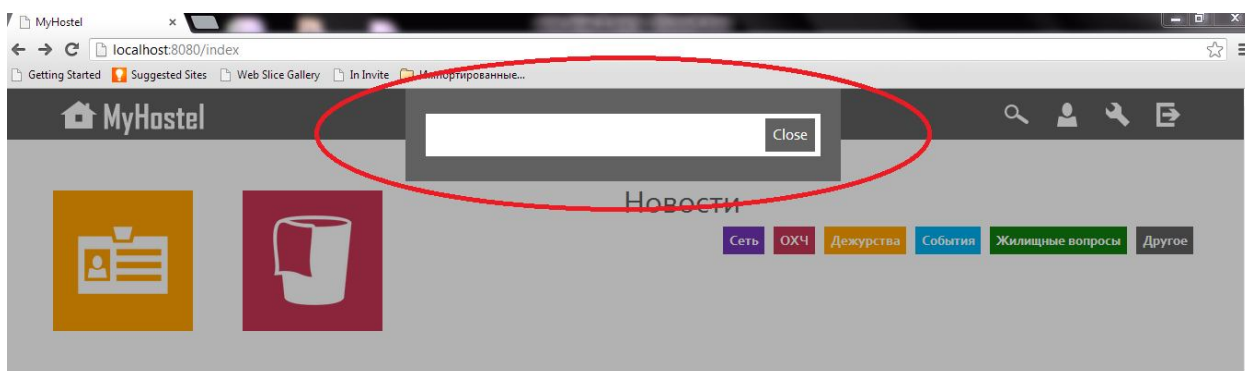 MyHostel
localhost:8080/index
Getting Started Suggested Sites Web Slice Gallery In Invite Импортированные...
MyHostel
Close
Новости
Сеть ОХЧ Дежурства События Жилищные вопросы Другое